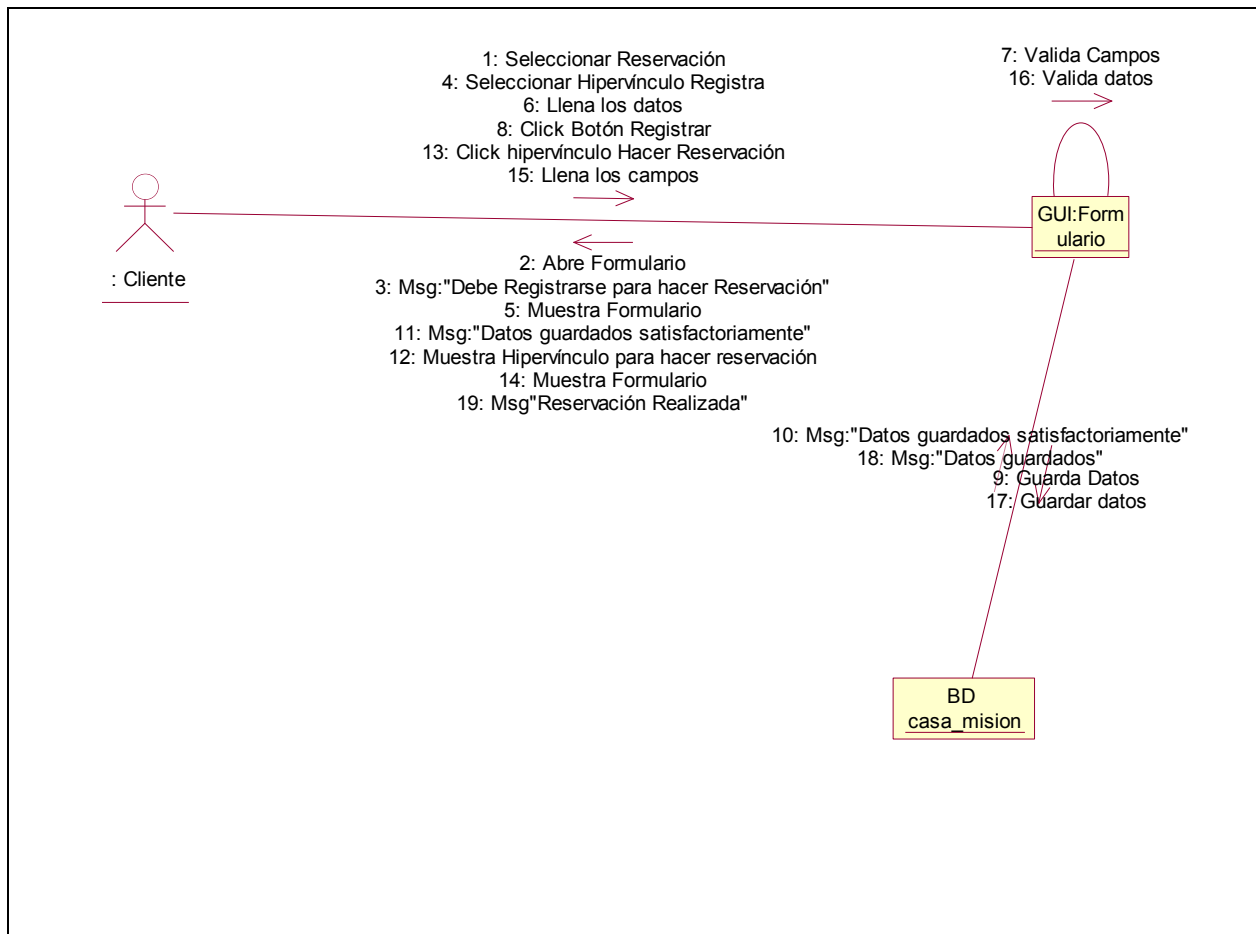 1: Seleccionar Reservación
4: Seleccionar Hipervínculo Registra
6: Llena los datos
8: Click Botón Registrar
13: Click hipervínculo Hacer Reservación
15: Llena los campos
7: Valida Campos
16: Valida datos
GUI:Form
ulario
: Cliente
2: Abre Formulario
3: Msg:"Debe Registrarse para hacer Reservación"
5: Muestra Formulario
11: Msg:"Datos guardados satisfactoriamente"
12: Muestra Hipervínculo para hacer reservación
14: Muestra Formulario
19: Msg"Reservación Realizada"
10: Msg:"Datos guardados satisfactoriamente"
18: Msg:"Datos guardados"
9: Guarda Datos
17: Guardar datos
BD
casa_mision